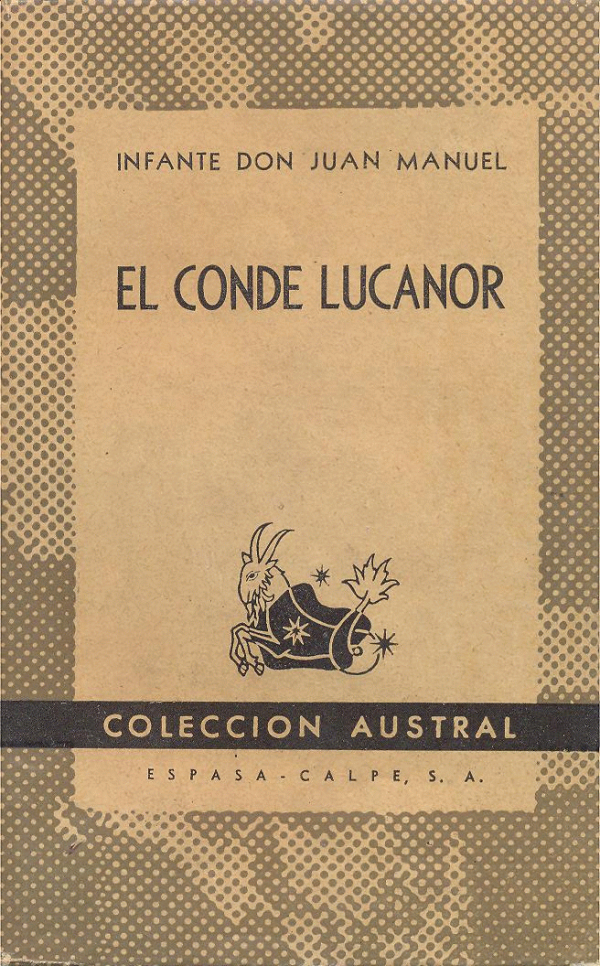 INFANTE DON JUAN MANUEL
EL CONDE LUCANOR
COLECCION AUSTRAL
ESPASA-CALPE, S. A.